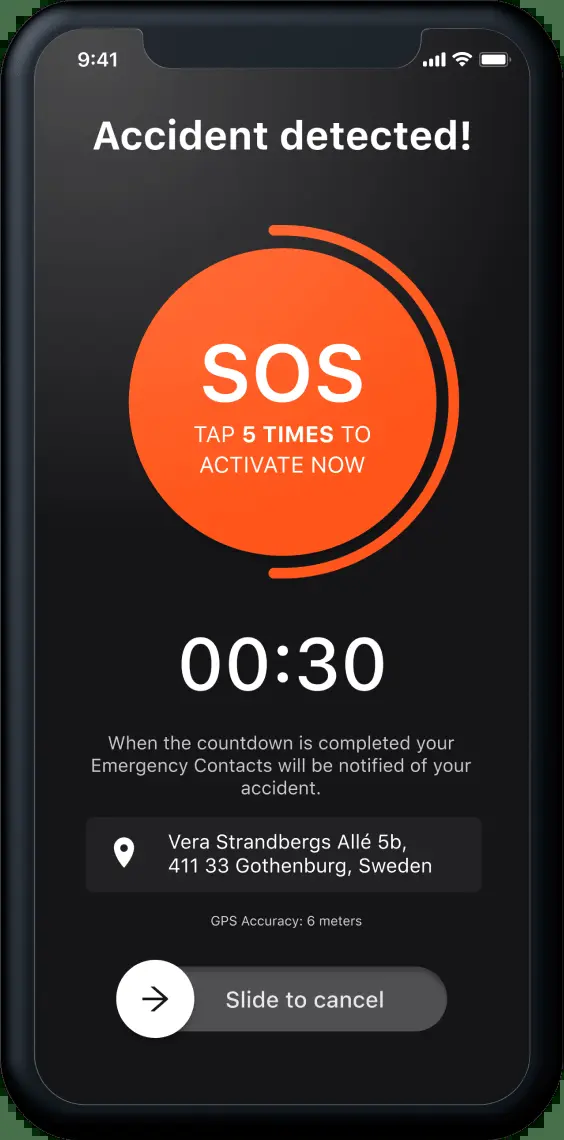 9:41
Accident detected!
SOS
TAP 5 TIMES TO
ACTIVATE NOW
00:30
When the countdown is completed your
Emergency Contacts will be notified of your
accident.
Vera Strandbergs Allé 5b,
411 33 Gothenburg, Sweden
GPS Accuracy: 6 meters
Slide to cancel